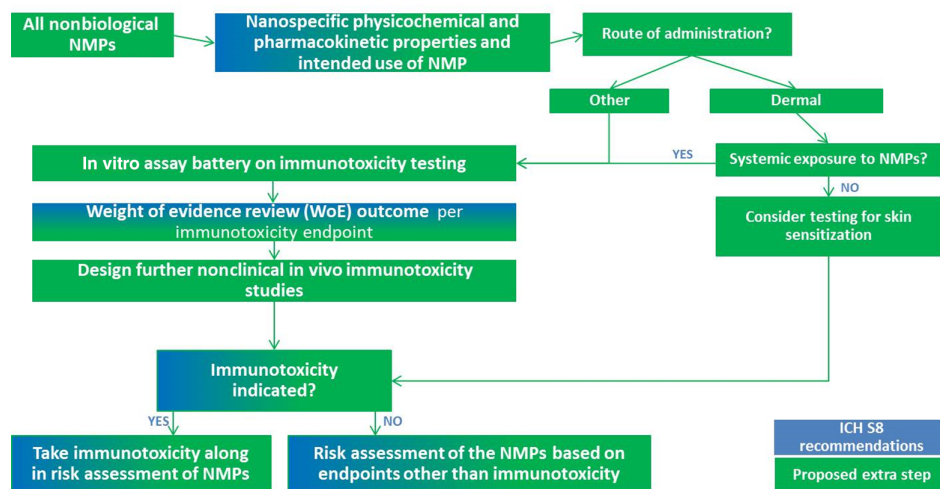 All nonbiological
NMPs
Nanospecific physicochemical and
pharmacokinetic properties and
intended use of NMP
Route of administration?
Other
Dermal
In vitro assay battery on immunotoxicity testing
YES
Systemic exposure to NMPs?
NO
Weight of evidence review (WoE) outcome per
immunotoxicity endpoint
Consider testing for skin
sensitization
Design further nonclinical in vivo immunotoxicity
studies
Immunotoxicity
indicated?
YES
NO
Take immunotoxicity along
in risk assessment of NMPs
Risk assessment of the NMPs based on
endpoints other than immunotoxicity
ICH S8
recommendations
Proposed extra step